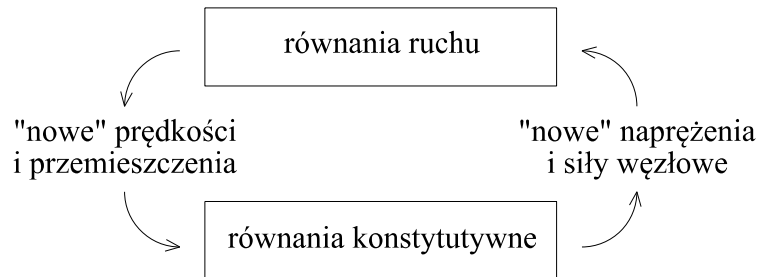 równania ruchu
"nowe" prędkości
i przemieszczenia
"nowe" naprężenia
i siły węzłowe
równania konstytutywne